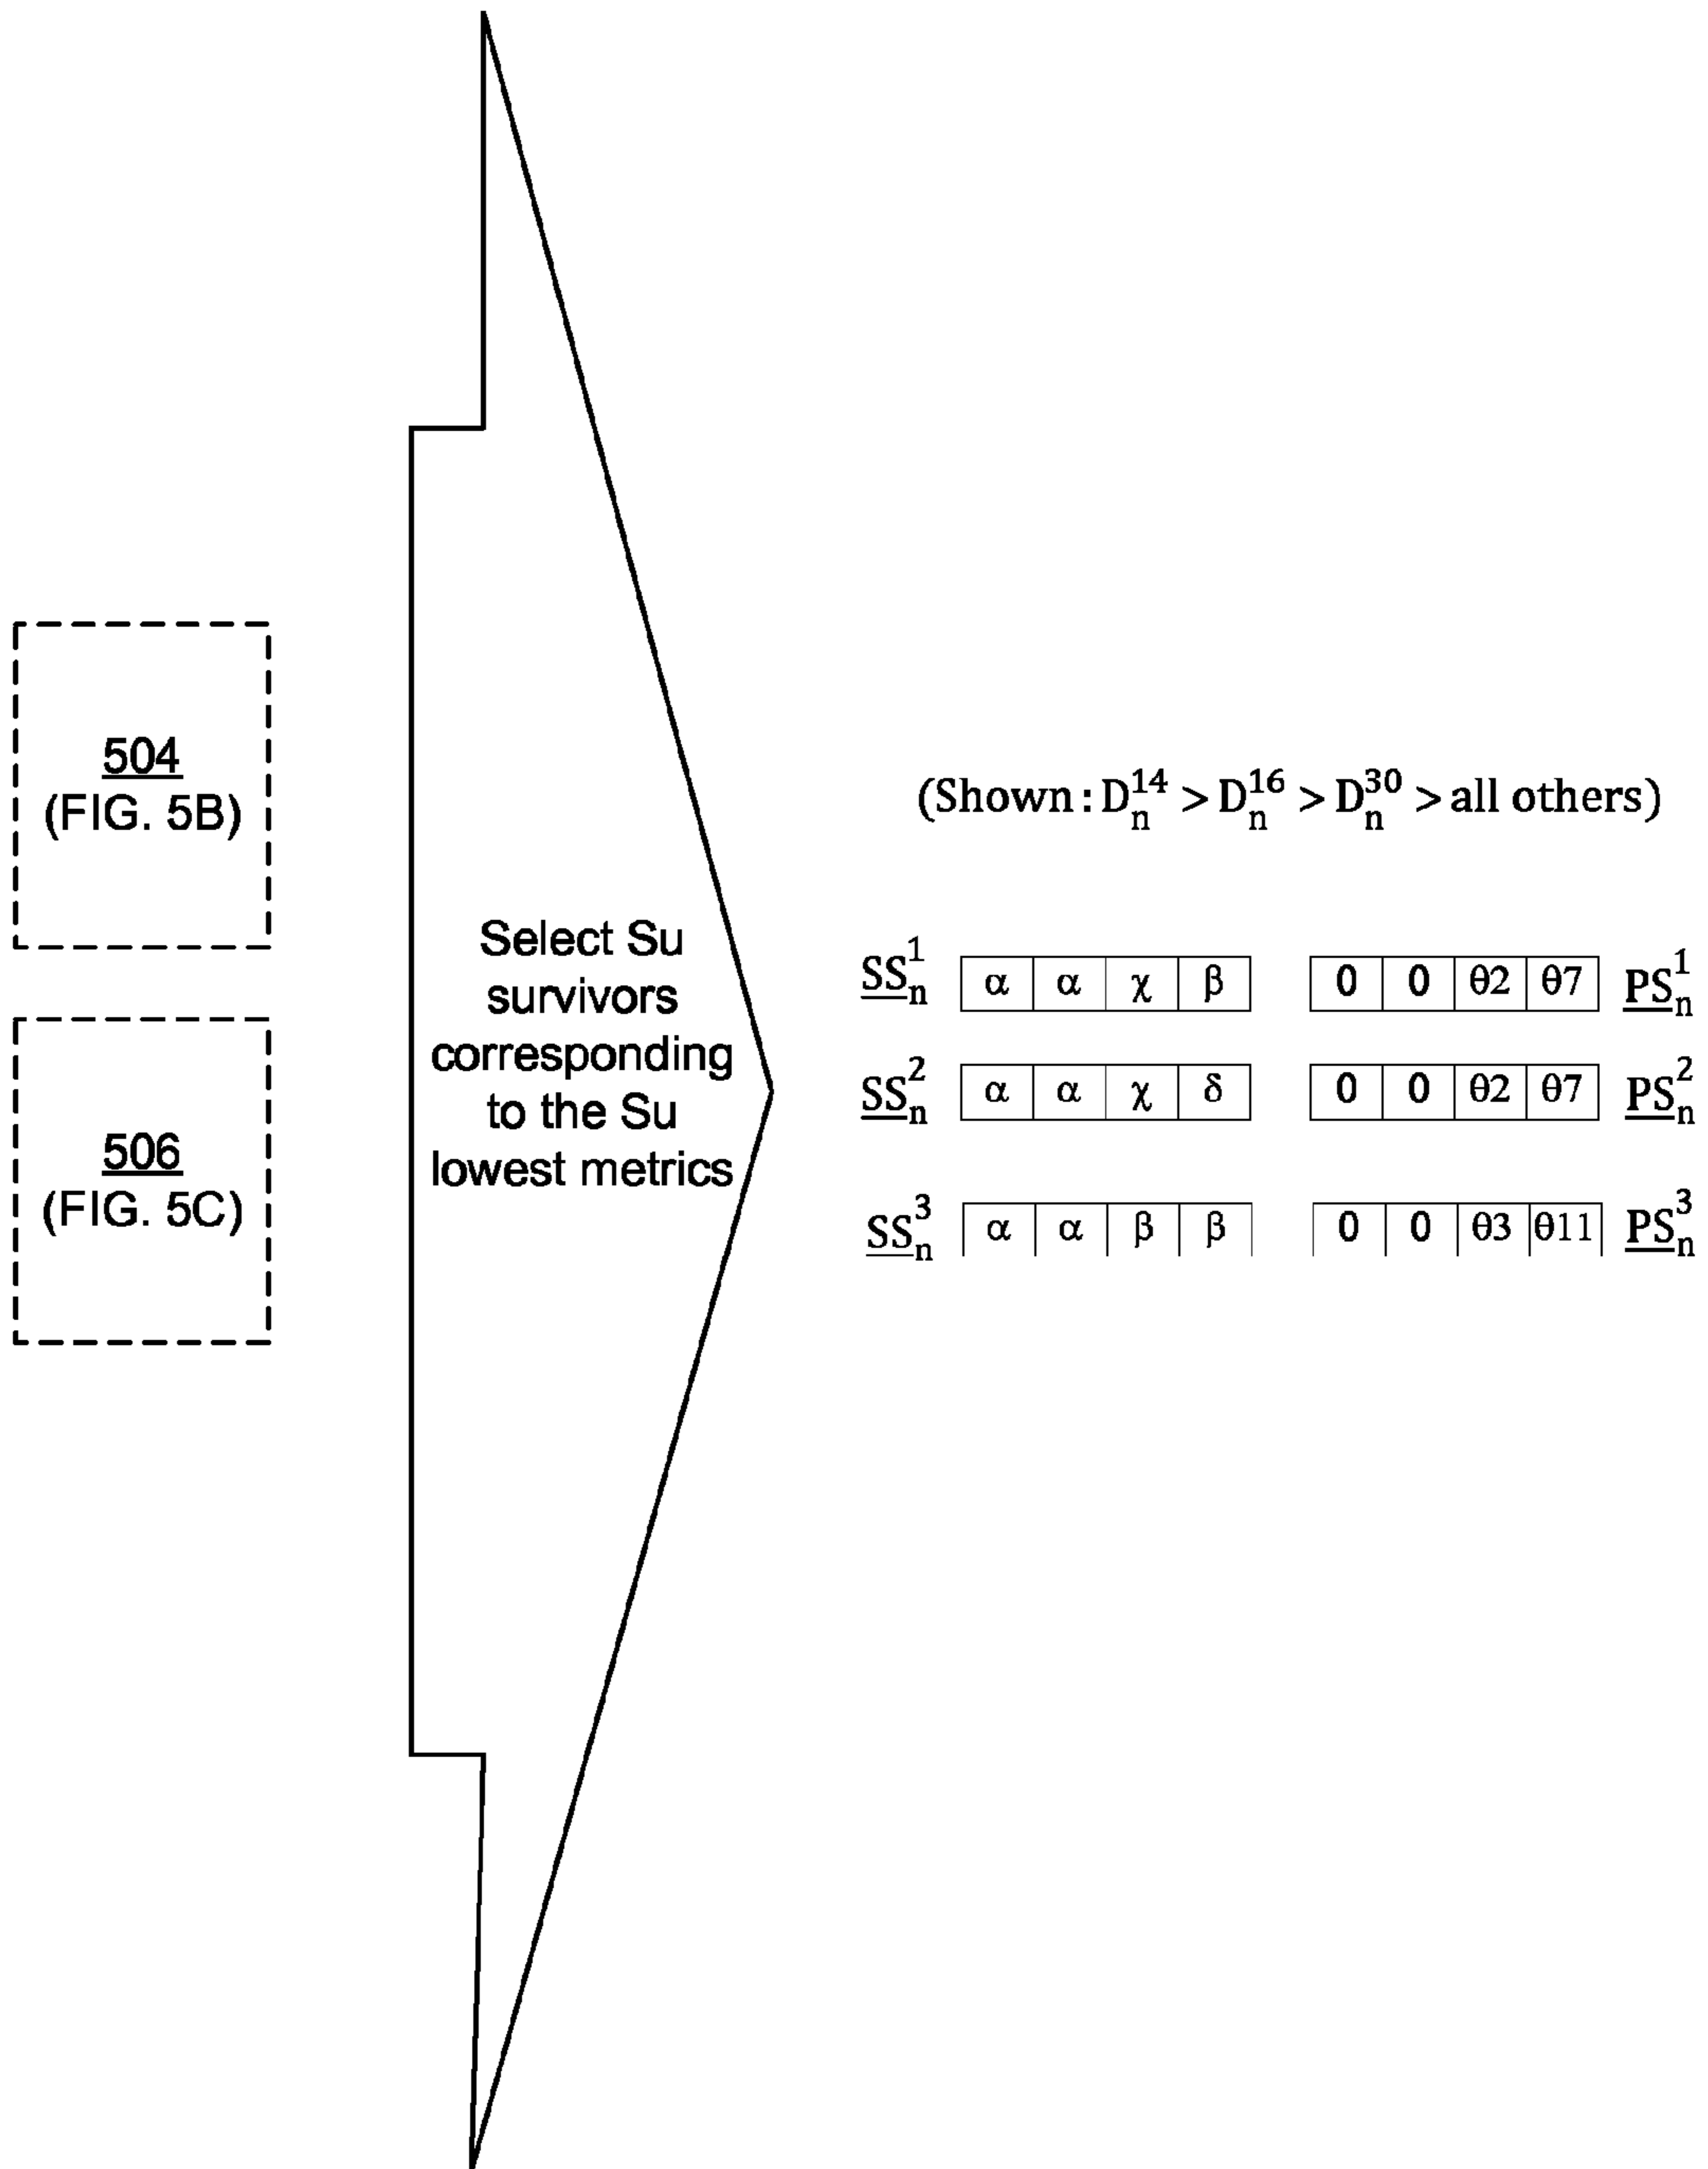 504
(FIG. 5B)
506
(FIG. 5C)
Select Su
survivors
corresponding
to the Su
lowest metrics
(Shown : D_n^14 > D_n^16 > D_n^30 > all others)
SS_n^1 α α χ β 0 0 θ2 θ7 PS_n^1
SS_n^2 α α χ δ 0 0 θ2 θ7 PS_n^2
SS_n^3 α α β β 0 0 θ3 θ11 PS_n^3